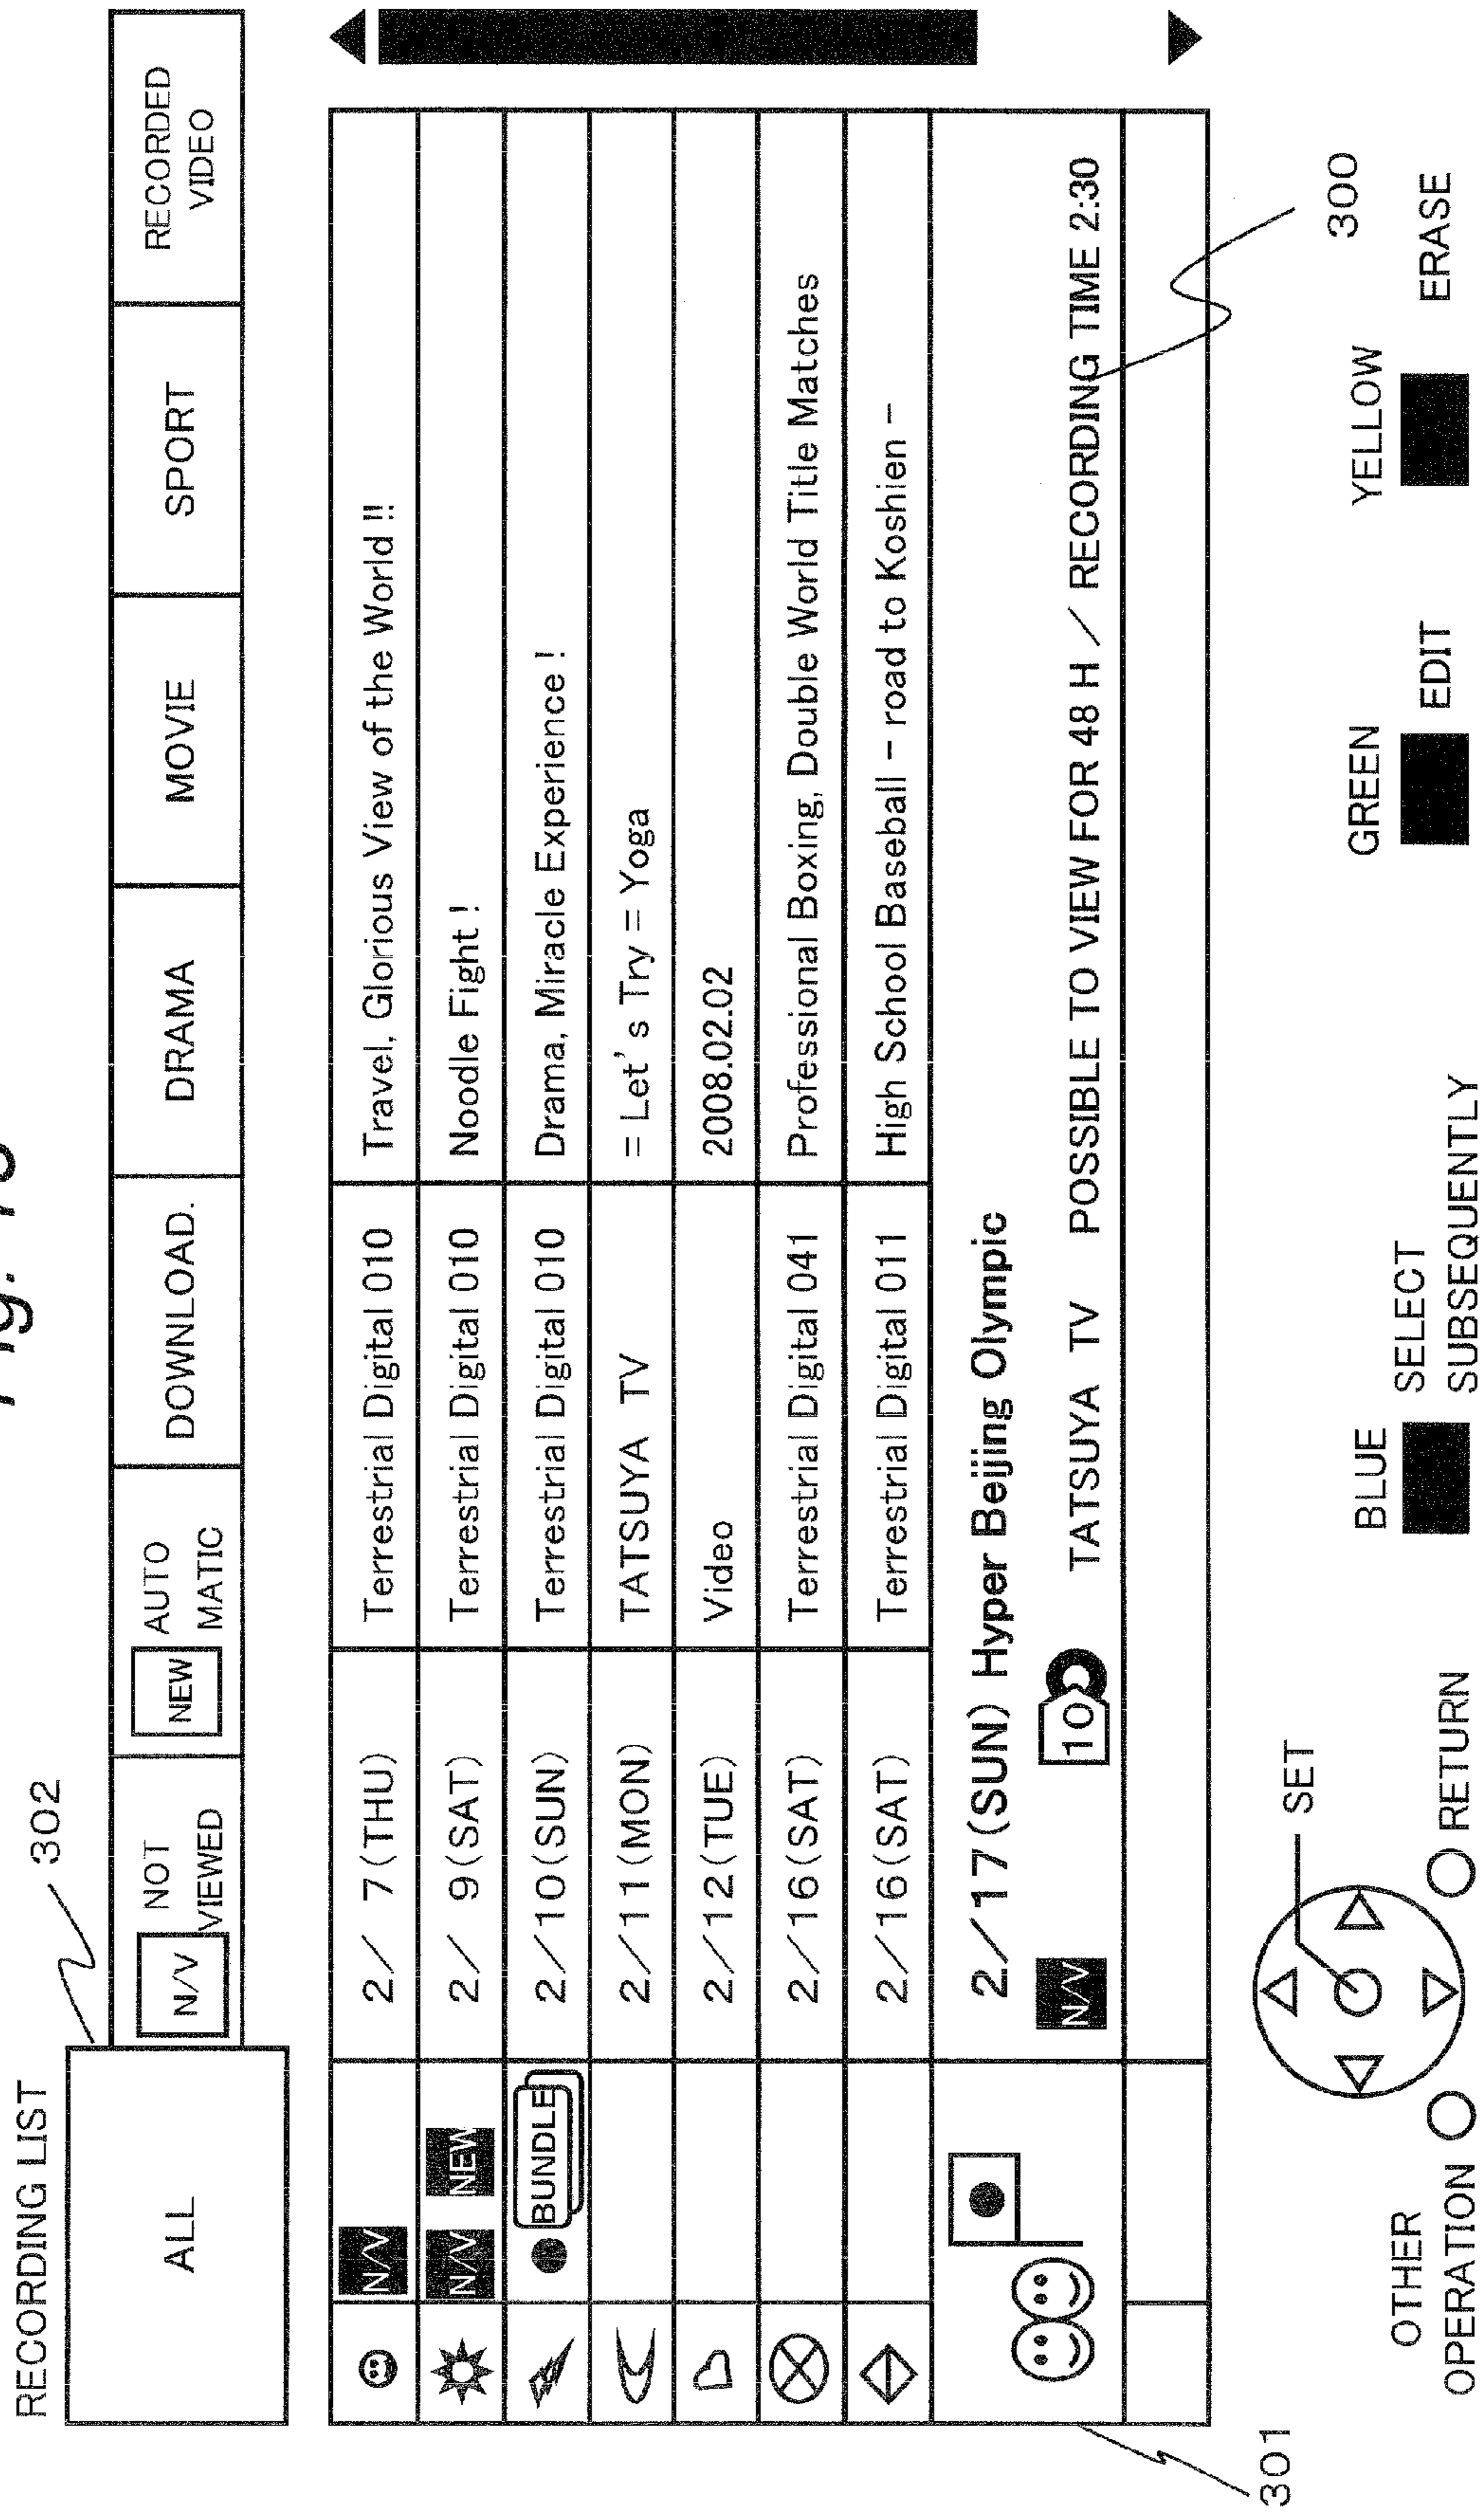 RECORDING LIST
302
ALL
N/V NOT VIEWED
NEW AUTO MATIC
DOWNLOAD.
DRAMA
MOVIE
SPORT
RECORDED VIDEO
N/V 2/ 7(THU) Terrestrial Digital 010 Travel, Glorious View of the World !!
N/V NEW 2/ 9(SAT) Terrestrial Digital 010 Noodle Fight !
BUNDLE 2/10(SUN) Terrestrial Digital 010 Drama, Miracle Experience !
2/11(MON) TATSUYA TV = Let's Try = Yoga
2/12(TUE) Video 2008.02.02
2/16(SAT) Terrestrial Digital 041 Professional Boxing, Double World Title Matches
2/16(SAT) Terrestrial Digital 011 High School Baseball - road to Koshien -
2/17(SUN) Hyper Beijing Olympic
N/V 10 TATSUYA TV POSSIBLE TO VIEW FOR 48 H / RECORDING TIME 2:30
301
300
SET
OTHER
OPERATION
RETURN
BLUE
SELECT
SUBSEQUENTLY
GREEN
EDIT
YELLOW
ERASE